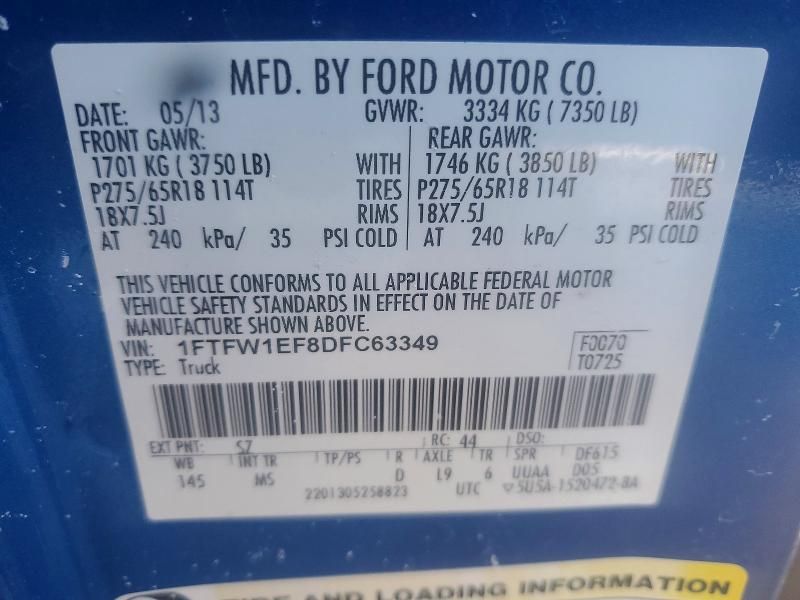 MFD. BY FORD MOTOR CO.
DATE: 05/13 GVWR: 3334 KG ( 7350 LB)
FRONT GAWR: REAR GAWR:
1701 KG ( 3750 LB) WITH 1746 KG ( 3850 LB) WITH
P275/65R18 114T TIRES P275/65R18 114T TIRES
18X7.5J RIMS 18X7.5J RIMS
AT 240 kPa/ 35 PSI COLD AT 240 kPa/ 35 PSI COLD
THIS VEHICLE CONFORMS TO ALL APPLICABLE FEDERAL MOTOR
VEHICLE SAFETY STANDARDS IN EFFECT ON THE DATE OF
MANUFACTURE SHOWN ABOVE.
VIN: 1FTFW1EF8DFC63349 F0070
TYPE: Truck T0725
EXT PNT: S7 RC: 44 DSO:
WB INT TR TP/PS R AXLE TR SPR DF615
145 MS D L9 6 UUAA D05
2201305258823 UTC 5USA-1520472-BA
AND LOADING INFORMATION